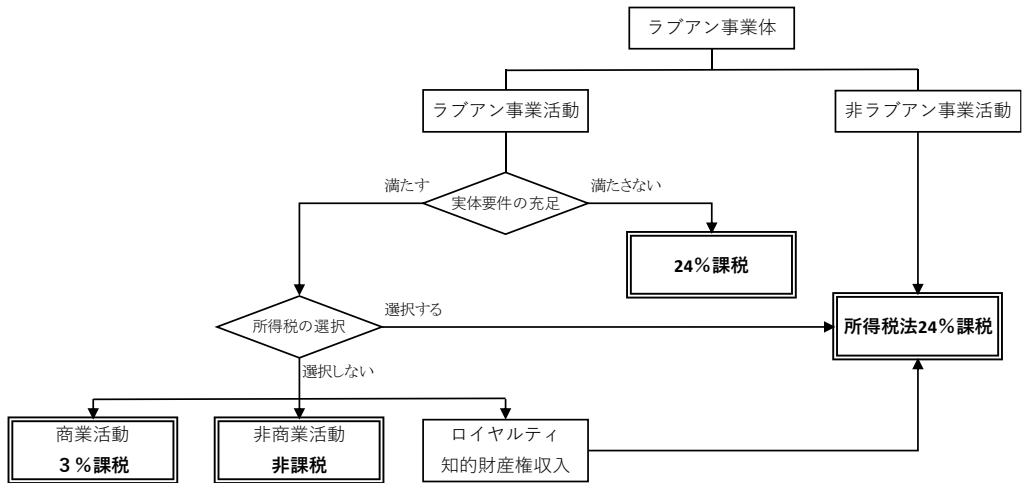 ラブアン事業体
ラブアン事業活動
非ラブアン事業活動
満たす
満たさない
実体要件の充足
24%課税
選択する
所得税の選択
所得税法24%課税
選択しない
商業活動
3%課税
非商業活動
非課税
ロイヤルティ
知的財産権収入